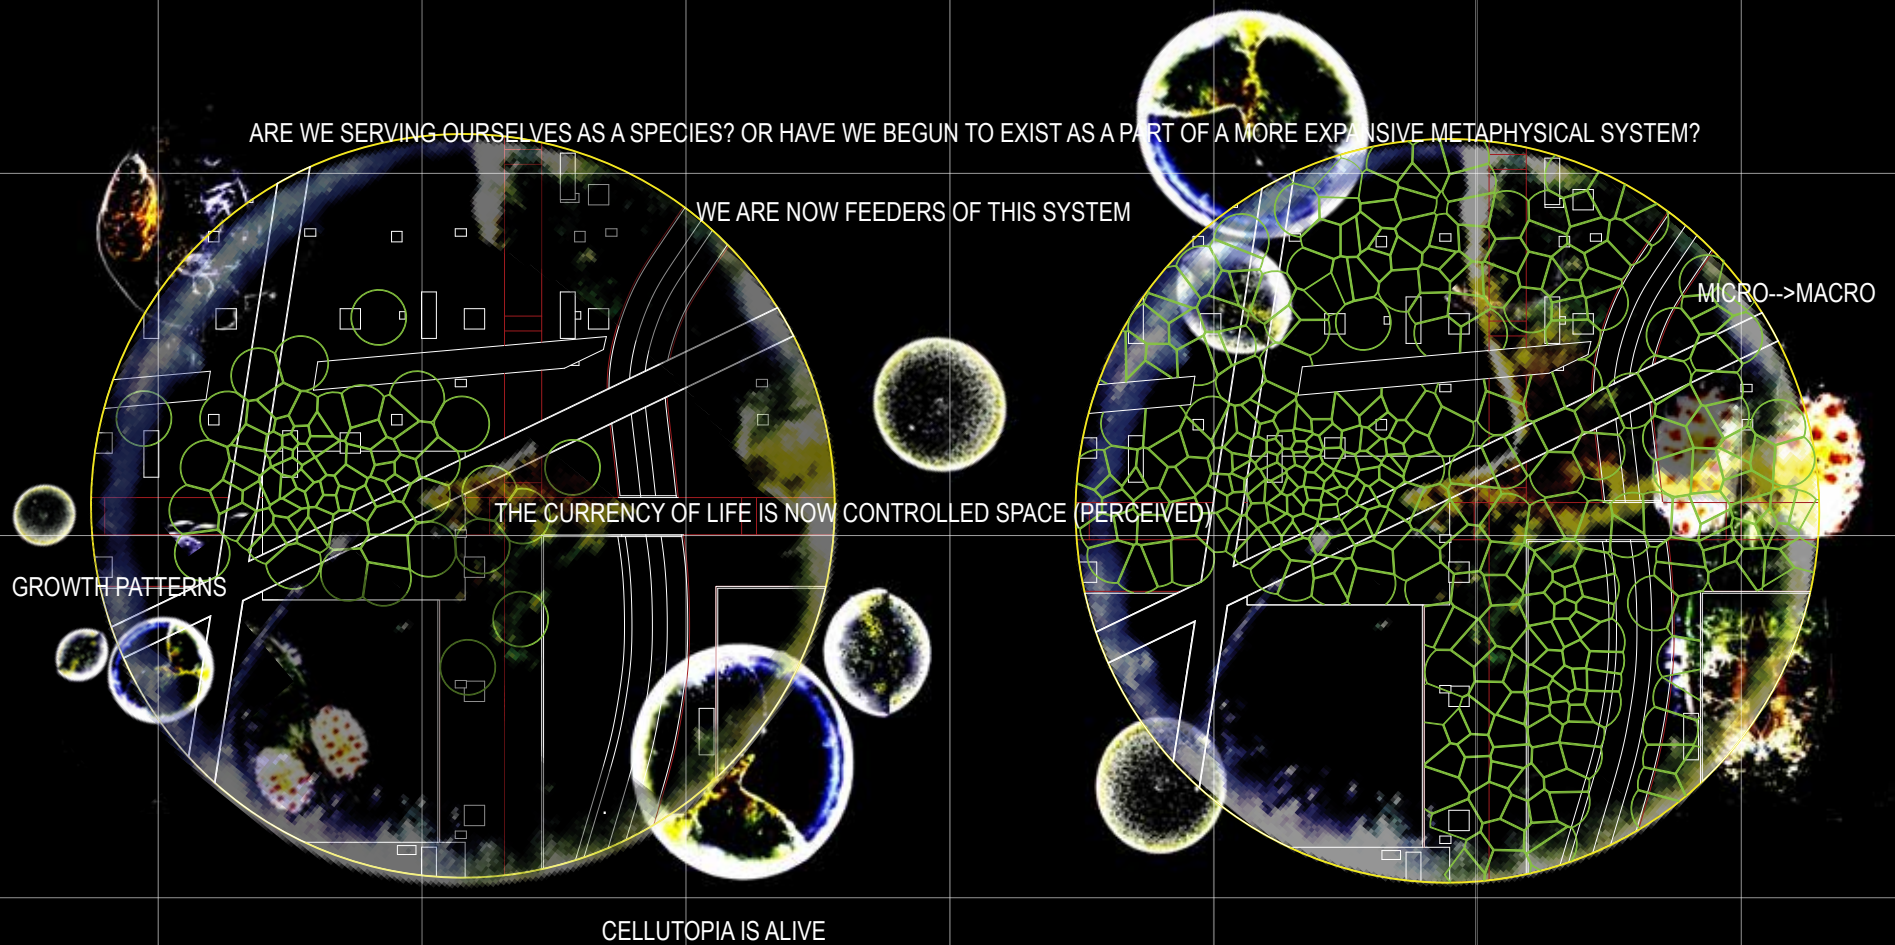 ARE WE SERVING OURSELVES AS A SPECIES? OR HAVE WE BEGUN TO EXIST AS A PART OF A MORE EXPANSIVE METAPHYSICAL SYSTEM?
WE ARE NOW FEEDERS OF THIS SYSTEM
MICRO-->MACRO
THE CURRENCY OF LIFE IS NOW CONTROLLED SPACE (PERCEIVED)
GROWTH PATTERNS
CELLUTOPIA IS ALIVE